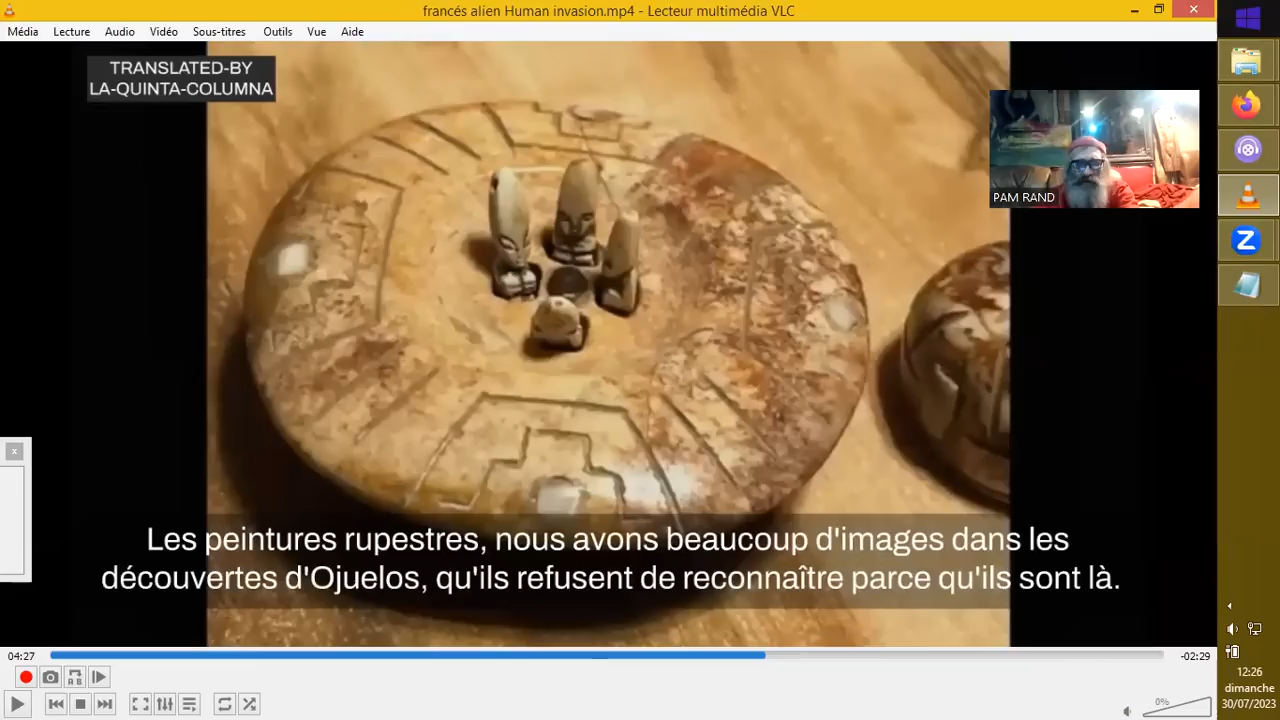 francés alien Human invasion.mp4 - Lecteur multimédia VLC
Média Lecture Audio Vidéo Sous-titres Outils Vue Aide
TRANSLATED-BY
LA-QUINTA-COLUMNA
PAM RAND
Les peintures rupestres, nous avons beaucoup d'images dans les
découvertes d'Ojuelos, qu'ils refusent de reconnaître parce qu'ils sont là.
04:27
-02:29
0%
12:26
dimanche
30/07/2023